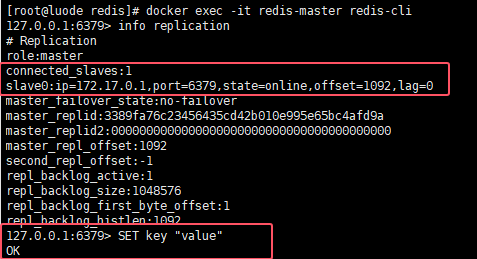 [root@luode redis]# docker exec -it redis-master redis-cli
127.0.0.1:6379> info replication
# Replication
role:master
connected_slaves:1
slave0:ip=172.17.0.1,port=6379,state=online,offset=1092,lag=0
master_failover_state:no-failover
master_replid:3389fa76c23456435cd42b010e995e65bc4afd9a
master_replid2:0000000000000000000000000000000000000000
master_repl_offset:1092
second_repl_offset:-1
repl_backlog_active:1
repl_backlog_size:1048576
repl_backlog_first_byte_offset:1
repl_backlog_histlen:1092
127.0.0.1:6379> SET key "value"
OK